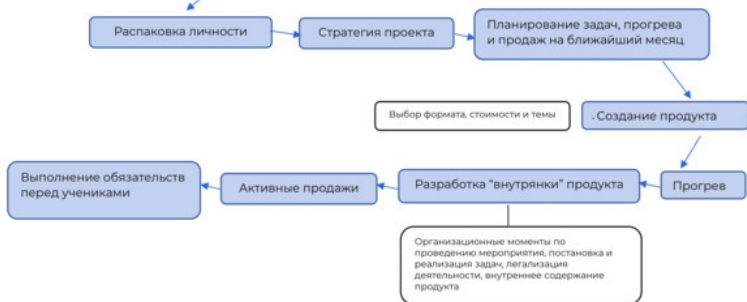 Распаковка личности
Стратегия проекта
Планирование задач, прогрева
и продаж на ближайший месяц
Выбор формата, стоимости и темы
. Создание продукта
Выполнение обязательств
перед учениками
Активные продажи
Разработка “внутрянки” продукта
Прогрев
Организационные моменты по
проведению мероприятия, постановка и
реализация задач, легализация
деятельности, внутреннее содержание
продукта